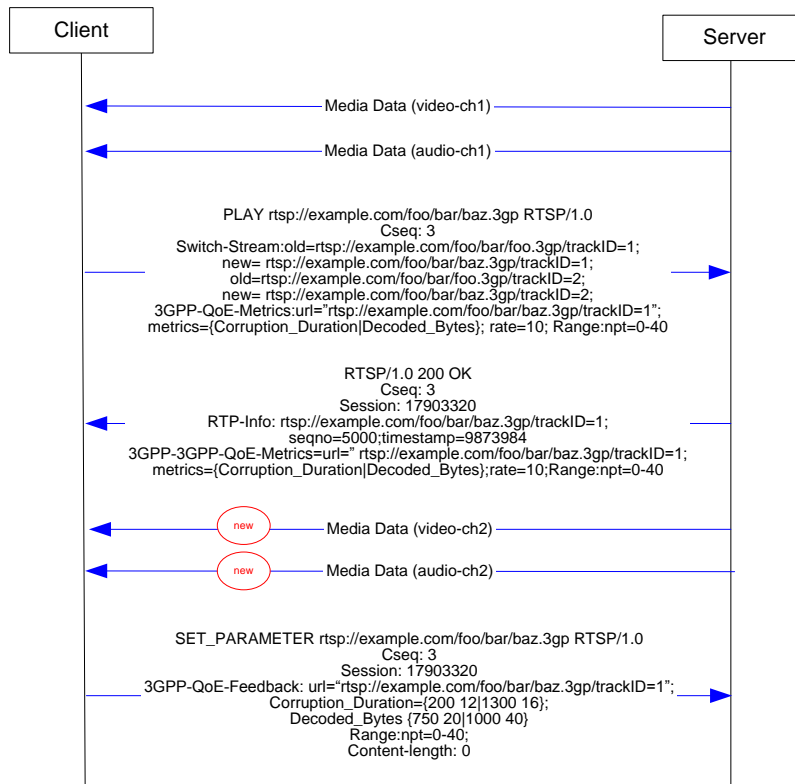 Client
Server
Media Data (video-ch1)
Media Data (audio-ch1)
PLAY rtsp://example.com/foo/bar/baz.3gp RTSP/1.0
Cseq: 3
Switch-Stream:old=rtsp://example.com/foo/bar/foo.3gp/trackID=1;
new= rtsp://example.com/foo/bar/baz.3gp/trackID=1;
old=rtsp://example.com/foo/bar/foo.3gp/trackID=2;
new= rtsp://example.com/foo/bar/baz.3gp/trackID=2;
3GPP-QoE-Metrics:url=”rtsp://example.com/foo/bar/baz.3gp/trackID=1”;
metrics={Corruption_Duration|Decoded_Bytes}; rate=10; Range:npt=0-40
RTSP/1.0 200 OK
Cseq: 3
Session: 17903320
RTP-Info: rtsp://example.com/foo/bar/baz.3gp/trackID=1;
seqno=5000;timestamp=9873984
3GPP-3GPP-QoE-Metrics=url=” rtsp://example.com/foo/bar/baz.3gp/trackID=1;
metrics={Corruption_Duration|Decoded_Bytes};rate=10;Range:npt=0-40
new
Media Data (video-ch2)
new
Media Data (audio-ch2)
SET_PARAMETER rtsp://example.com/foo/bar/baz.3gp RTSP/1.0
Cseq: 3
Session: 17903320
3GPP-QoE-Feedback: url=“rtsp://example.com/foo/bar/baz.3gp/trackID=1”;
Corruption_Duration={200 12|1300 16};
Decoded_Bytes {750 20|1000 40}
Range:npt=0-40;
Content-length: 0